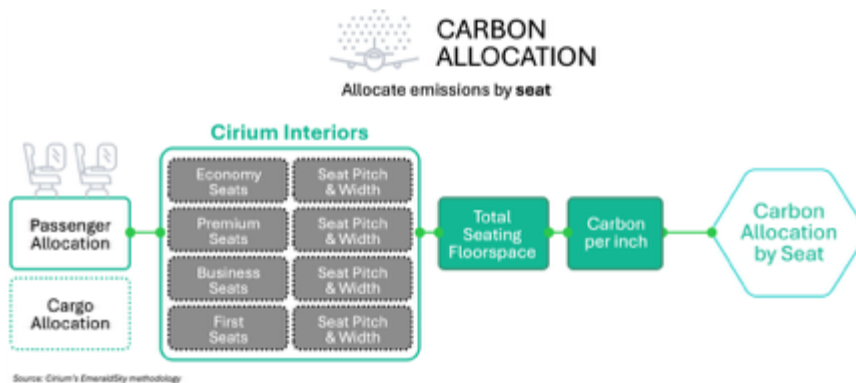 CARBON
ALLOCATION
Allocate emissions by seat
Cirium Interiors
Passenger
Allocation
Cargo
Allocation
Economy
Seats
Seat Pitch
& Width
Premium
Seats
Seat Pitch
& Width
Business
Seats
Seat Pitch
& Width
First
Seats
Seat Pitch
& Width
Total
Seating
Floorspace
Carbon
per inch
Carbon
Allocation
by Seat
Source: Cirium's EmeraldSky methodology